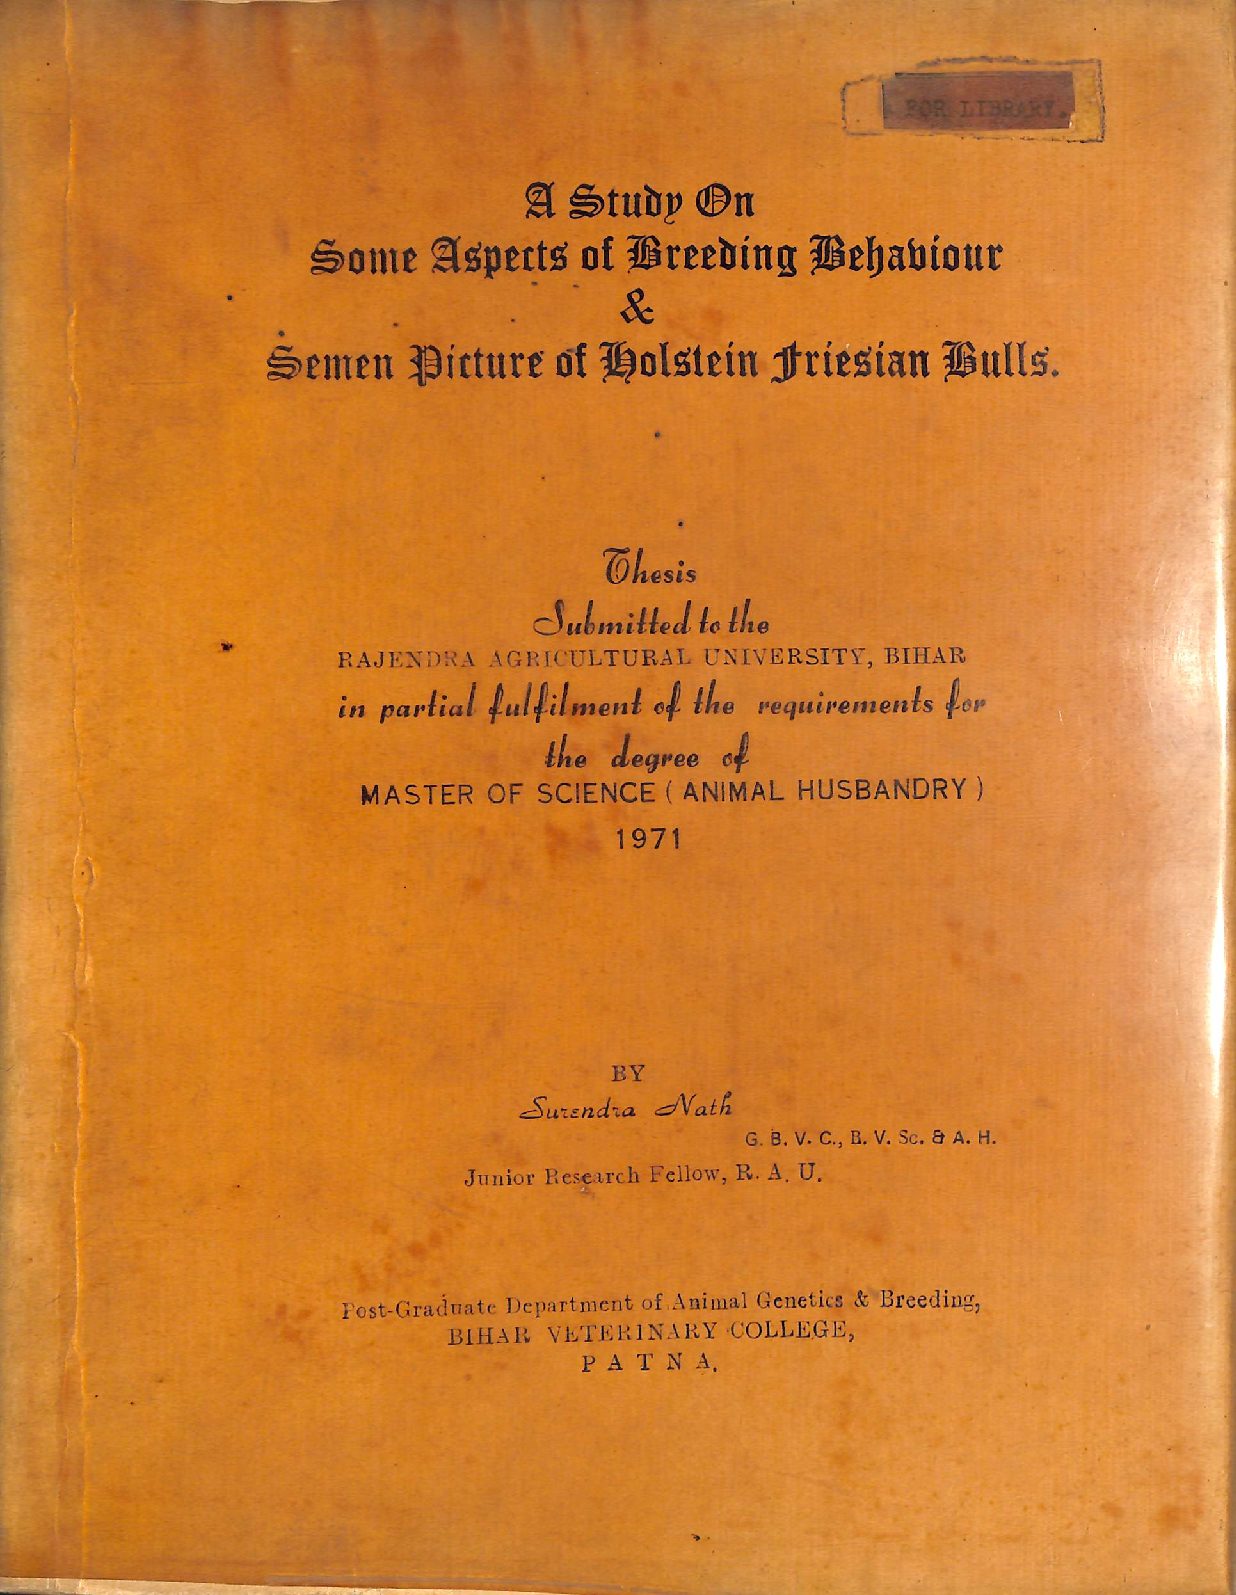 FOR LIBRARY.
A Study On
Some Aspects of Breeding Behaviour
&
Semen Picture of Holstein Friesian Bulls.
Thesis
Submitted to the
RAJENDRA AGRICULTURAL UNIVERSITY, BIHAR
in partial fulfilment of the requirements for
the degree of
MASTER OF SCIENCE ( ANIMAL HUSBANDRY )
1971
BY
Surendra Nath
G. B. V. C., B. V. Sc. & A. H.
Junior Research Fellow, R. A. U.
Post-Graduate Department of Animal Genetics & Breeding,
BIHAR VETERINARY COLLEGE,
P A T N A.